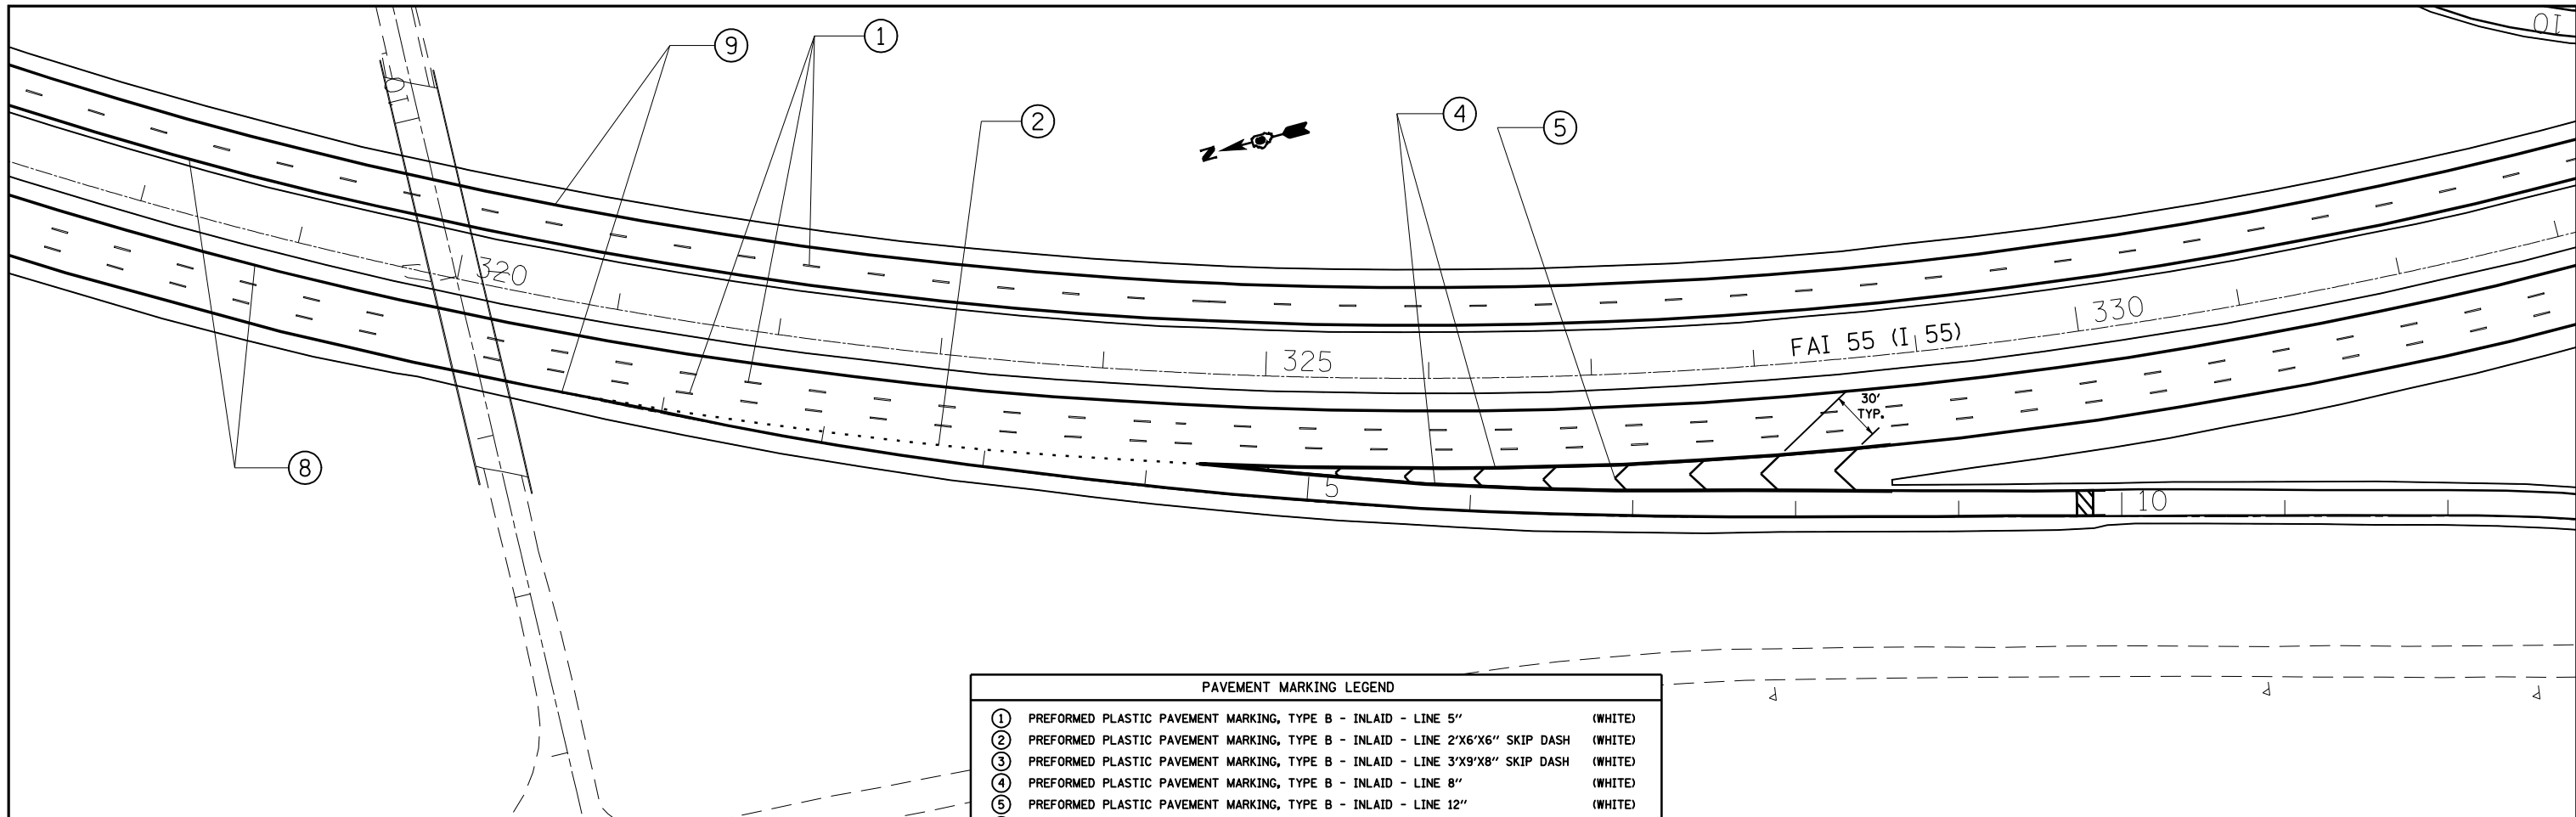 10
9
1
2
4
5
N
320
330
FAI 55 (I 55)
325
30'
TYP.
8
5
10
PAVEMENT MARKING LEGEND
1 PREFORMED PLASTIC PAVEMENT MARKING, TYPE B - INLAID - LINE 5" (WHITE)
2 PREFORMED PLASTIC PAVEMENT MARKING, TYPE B - INLAID - LINE 2'X6'X6" SKIP DASH (WHITE)
3 PREFORMED PLASTIC PAVEMENT MARKING, TYPE B - INLAID - LINE 3'X9'X8" SKIP DASH (WHITE)
4 PREFORMED PLASTIC PAVEMENT MARKING, TYPE B - INLAID - LINE 8" (WHITE)
5 PREFORMED PLASTIC PAVEMENT MARKING, TYPE B - INLAID - LINE 12" (WHITE)